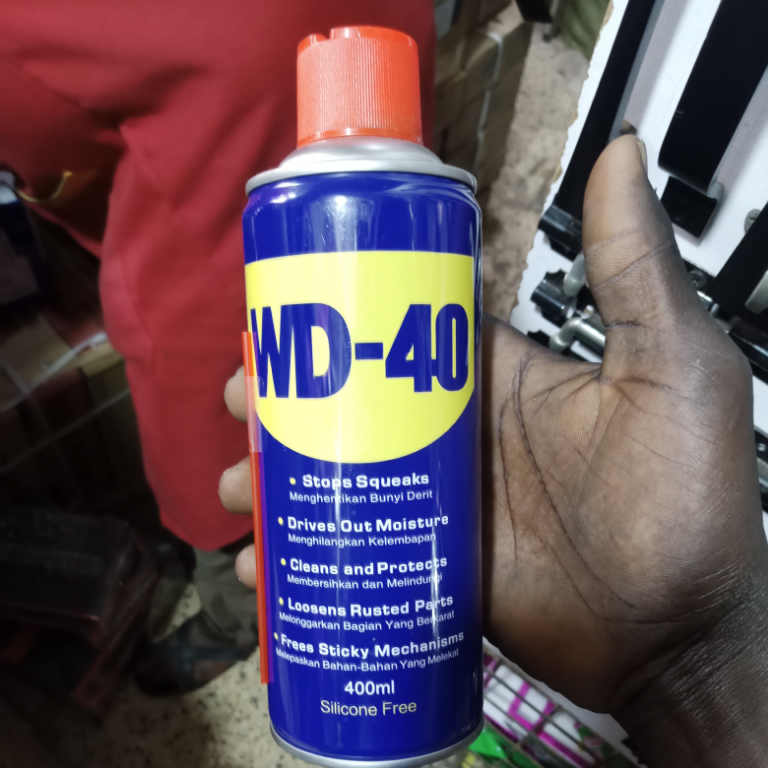 WD-40
• Stops Squeaks
Menghentikan Bunyi Derit
• Drives Out Moisture
Menghilangkan Kelembapan
• Cleans and Protects
Membersihkan dan Melindungi
• Loosens Rusted Parts
Melonggarkan Bagian Yang Berkarat
• Frees Sticky Mechanisms
Melepaskan Bahan-Bahan Yang Melekat
400ml
Silicone Free